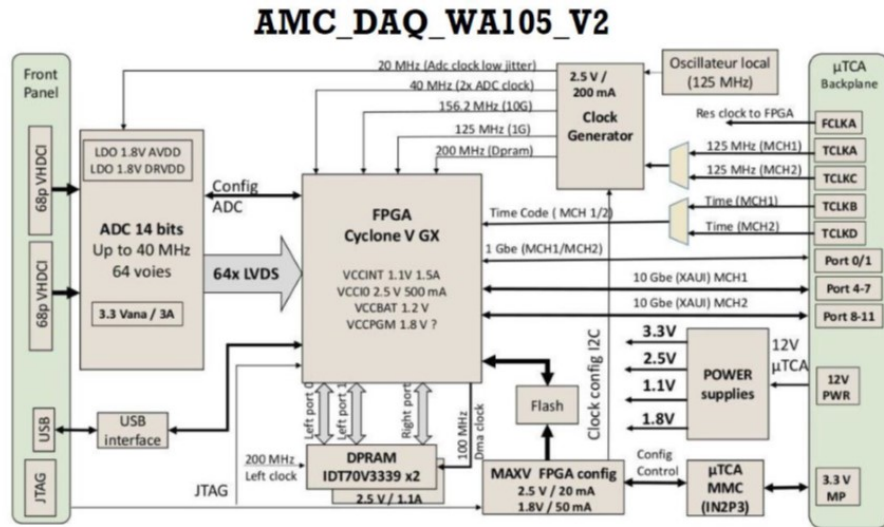 AMC_DAQ_WA105_V2
Front
Panel
68p VHDCI
68p VHDCI
USB
JTAG
LDO 1.8V AVDD
LDO 1.8V DRVDD
ADC 14 bits
Up to 40 MHz
64 voies
3.3 Vana / 3A
Config
ADC
64x LVDS
20 MHz (Adc clock low jitter)
40 MHz (2x ADC clock)
156.2 MHz (10G)
125 MHz (1G)
200 MHz (Dpram)
2.5 V /
200 mA
Clock
Generator
Oscillateur local
(125 MHz)
µTCA
Backplane
Res clock to FPGA
FCLKA
125 MHz (MCH1)
TCLKA
125 MHz (MCH2)
TCLKC
Time(MCH1)
TCLKB
Time(MCH2)
TCLKD
Time Code ( MCH 1/2)
1 Gbe (MCH1/MCH2)
Port 0/1
10 Gbe (XAUI) MCH1
Port 4-7
10 Gbe (XAUI) MCH2
Port 8-11
FPGA
Cyclone V GX
VCCINT 1.1V 1.5A
VCCI0 2.5 V 500 mA
VCCBAT 1.2 V
VCCPGM 1.8 V ?
Clock config I2C
3.3V
2.5V
1.1V
1.8V
POWER
supplies
12V
µTCA
12V
PWR
USB
interface
Left port 0
Left port 1
Right port
100 MHz
Dma clock
Flash
200 MHz
Left clock
DPRAM
IDT70V3339 x2
2.5 V / 1.1A
JTAG
MAXV FPGA config
2.5 V / 20 mA
1.8V / 50 mA
Config
Control
µTCA
MMC
(IN2P3)
3.3 V
MP